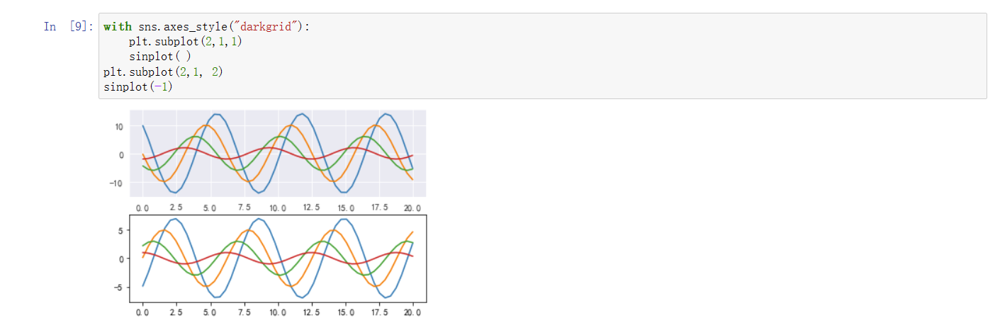 In [9]: with sns.axes_style("darkgrid"):
plt.subplot(2,1,1)
sinplot( )
plt.subplot(2,1, 2)
sinplot(-1)
10
0
-10
0.0 2.5 5.0 7.5 10.0 12.5 15.0 17.5 20.0
5
0
-5
0.0 2.5 5.0 7.5 10.0 12.5 15.0 17.5 20.0